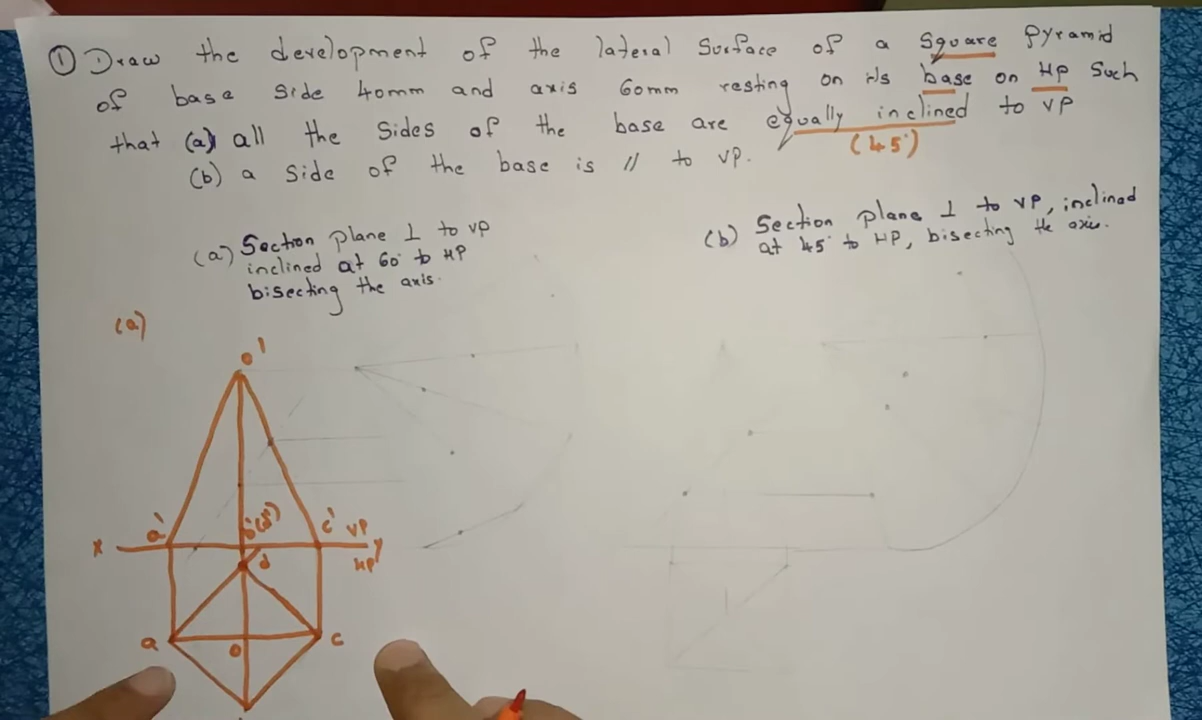 ① Draw the development of the lateral Surface of a Square Pyramid
of base Side 40mm and axis 60mm resting on its base on HP Such
that (a) all the Sides of the base are equally inclined to VP
(45°)
(b) a Side of the base is // to VP.
(a) Section plane ⊥ to VP
inclined at 60° to HP
bisecting the axis.
(b) Section plane ⊥ to VP, inclined
at 45° to HP, bisecting the axis.
(a)
o'
x a' b'(d') c' VP y
HP
d
a o c